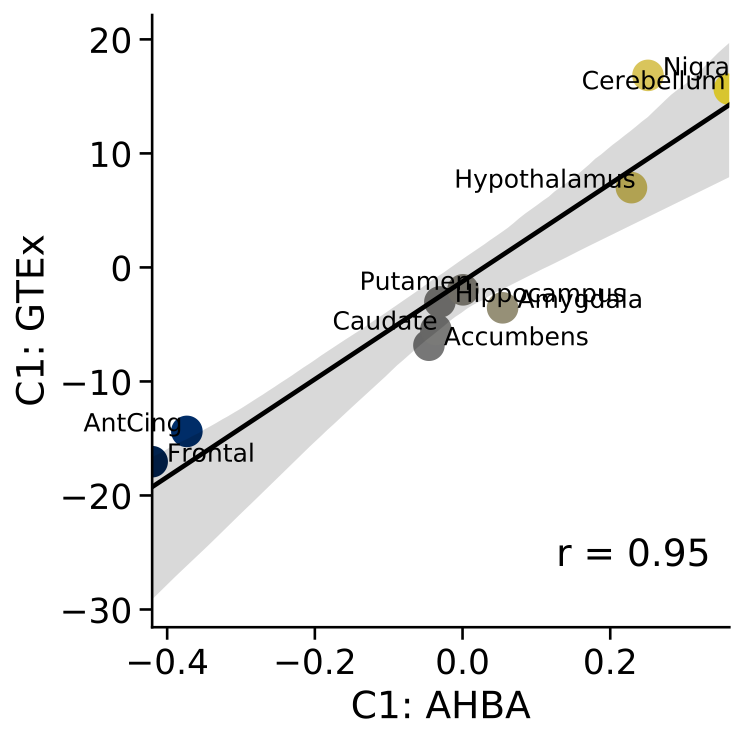 20
Nigra
Cerebellum
10
Hypothalamus
0
Putamen
Hippocampus
Amygdala
Caudate
Accumbens
−10
AntCing
Frontal
−20
r = 0.95
−30
−0.4
−0.2
0.0
0.2
C1: AHBA
C1: GTEx